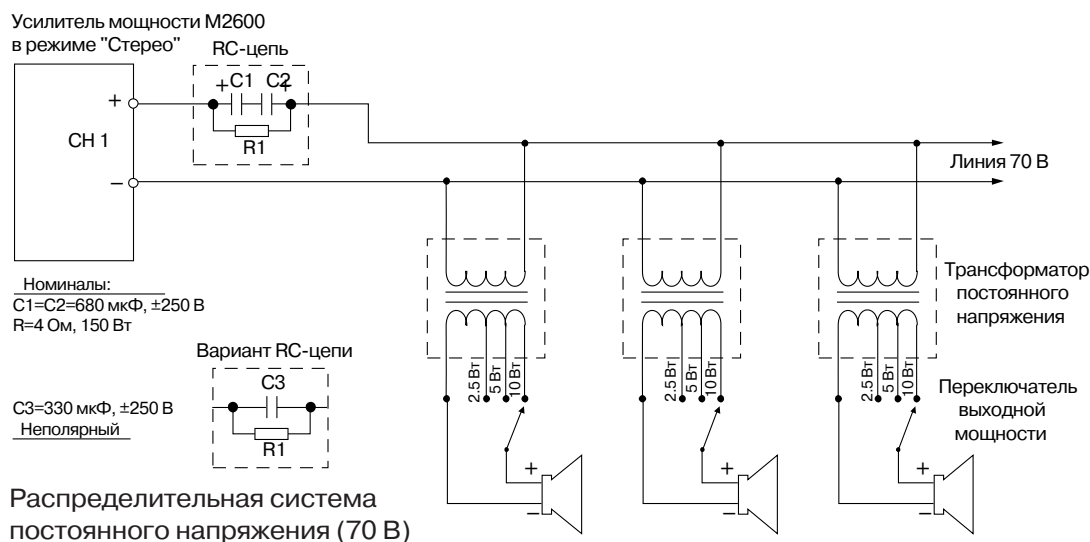 Усилитель мощности M2600
в режиме "Стерео"
RC-цепь
+ C1 C2 +
R1
+
CH 1
−
Линия 70 В
Номиналы:
C1=C2=680 мкФ, ±250 В
R=4 Ом, 150 Вт
Трансформатор
постоянного
напряжения
Вариант RC-цепи
C3
R1
C3=330 мкФ, ±250 В
Неполярный
2.5 Вт
5 Вт
10 Вт
2.5 Вт
5 Вт
10 Вт
2.5 Вт
5 Вт
10 Вт
Переключатель
выходной
мощности
+
−
+
−
+
−
Распределительная система
постоянного напряжения (70 В)